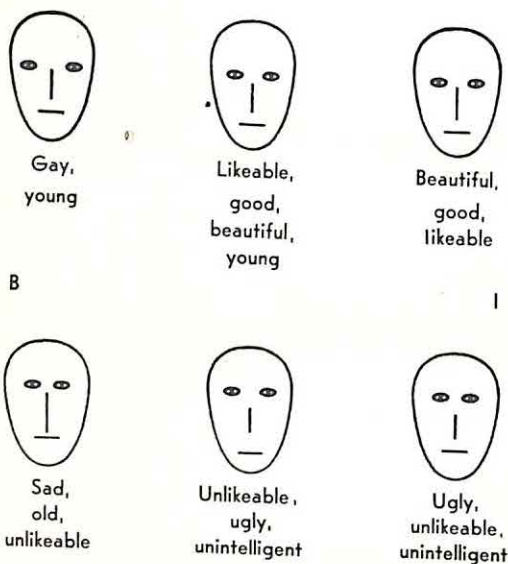 Gay,
young
Likeable,
good,
beautiful,
young
Beautiful,
good,
likeable
B
I
Sad,
old,
unlikeable
Unlikeable,
ugly,
unintelligent
Ugly,
unlikeable,
unintelligent